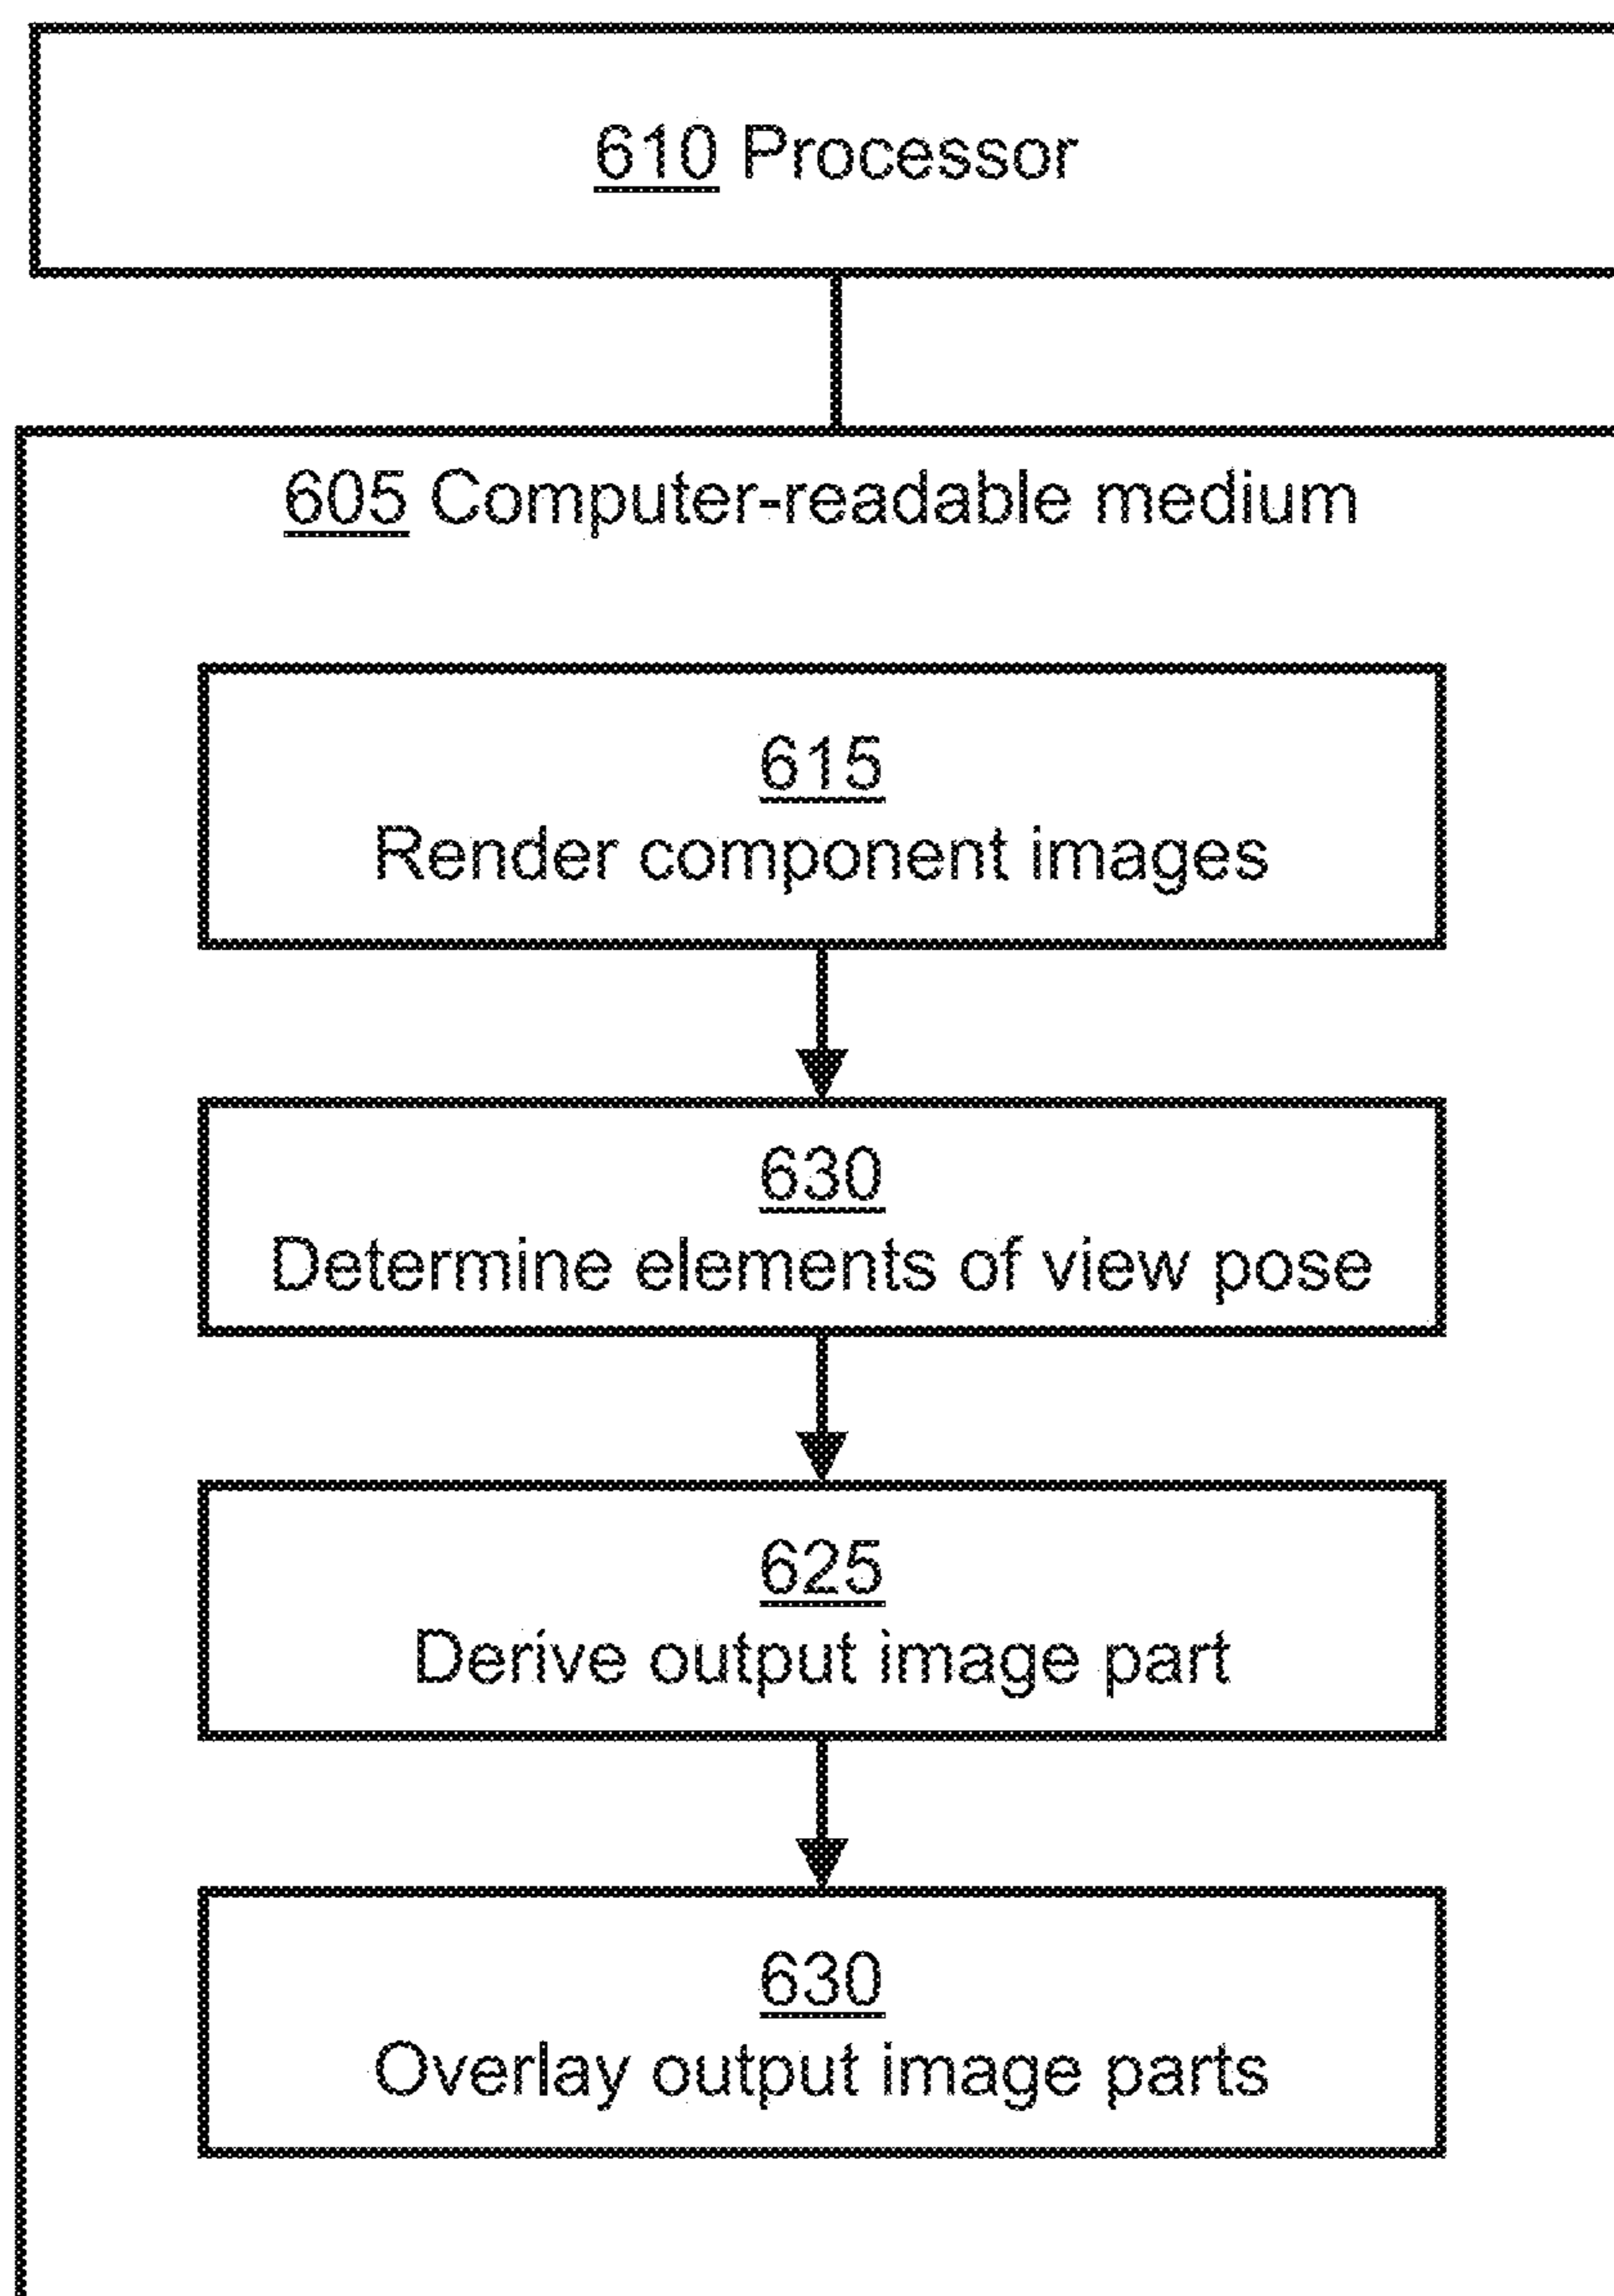 610 Processor
605 Computer-readable medium
615
Render component images
630
Determine elements of view pose
625
Derive output image part
630
Overlay output image parts